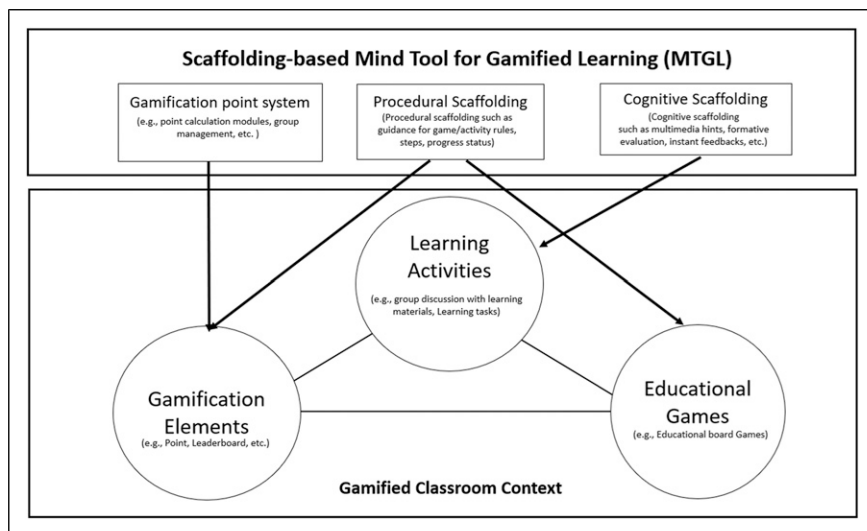 Scaffolding-based Mind Tool for Gamified Learning (MTGL)
Gamification point system
(e.g., point calculation modules, group
management, etc. )
Procedural Scaffolding
(Procedural scaffolding such as
guidance for game/activity rules,
steps, progress status)
Cognitive Scaffolding
(Cognitive scaffolding
such as multimedia hints, formative
evaluation, instant feedbacks, etc.)
Learning
Activities
(e.g., group discussion with learning
materials, Learning tasks)
Gamification
Elements
(e.g., Point, Leaderboard, etc.)
Educational
Games
(e.g., Educational board Games)
Gamified Classroom Context